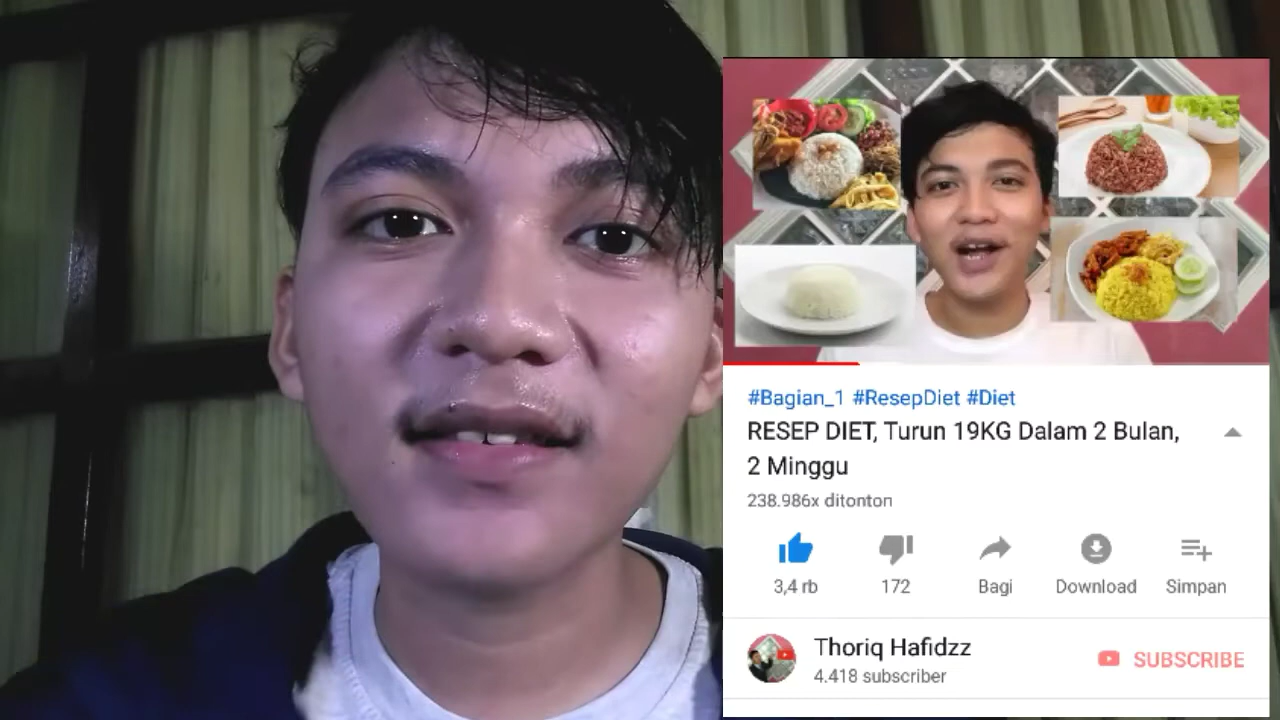 #Bagian_1 #ResepDiet #Diet
RESEP DIET, Turun 19KG Dalam 2 Bulan,
2 Minggu
238.986x ditonton
3,4 rb
172
Bagi
Download
Simpan
Thoriq Hafidzz
4.418 subscriber
SUBSCRIBE